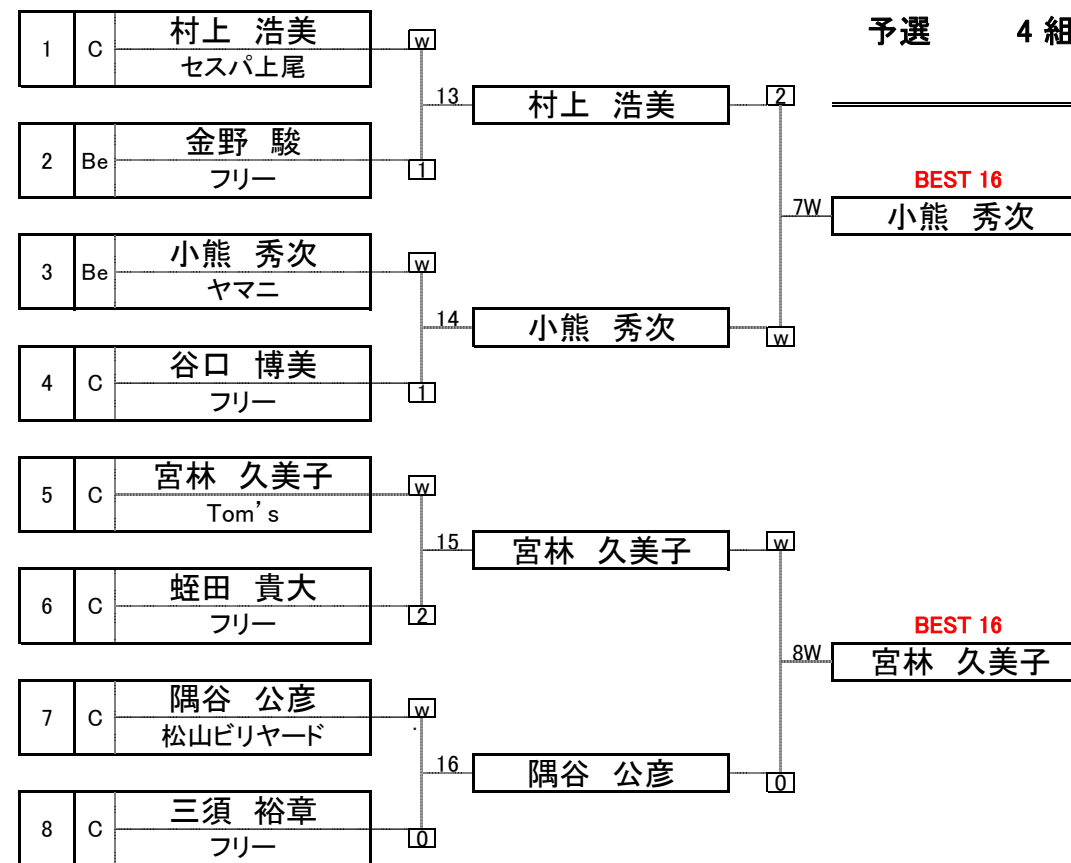 予選 4 組
1 C 村上 浩美 w
セスパ上尾
13 村上 浩美 2
2 Be 金野 駿 1
フリー
BEST 16
7W 小熊 秀次
3 Be 小熊 秀次 w
ヤマニ
14 小熊 秀次 w
4 C 谷口 博美 1
フリー
5 C 宮林 久美子 w
Tom’s
15 宮林 久美子 w
6 C 蛭田 貴大 2
フリー
BEST 16
8W 宮林 久美子
7 C 隅谷 公彦 w
松山ビリヤード
16 隅谷 公彦 0
8 C 三須 裕章 0
フリー